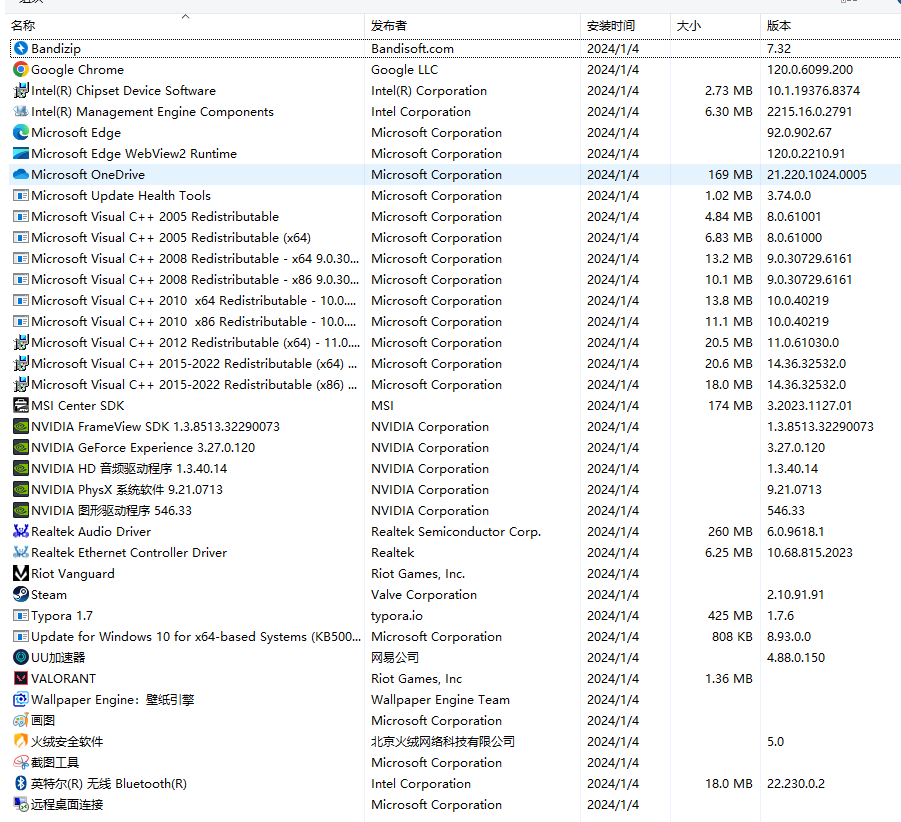 名称 发布者 安装时间 大小 版本
Bandizip Bandisoft.com 2024/1/4 7.32
Google Chrome Google LLC 2024/1/4 120.0.6099.200
Intel(R) Chipset Device Software Intel(R) Corporation 2024/1/4 2.73 MB 10.1.19376.8374
Intel(R) Management Engine Components Intel Corporation 2024/1/4 6.30 MB 2215.16.0.2791
Microsoft Edge Microsoft Corporation 2024/1/4 92.0.902.67
Microsoft Edge WebView2 Runtime Microsoft Corporation 2024/1/4 120.0.2210.91
Microsoft OneDrive Microsoft Corporation 2024/1/4 169 MB 21.220.1024.0005
Microsoft Update Health Tools Microsoft Corporation 2024/1/4 1.02 MB 3.74.0.0
Microsoft Visual C++ 2005 Redistributable Microsoft Corporation 2024/1/4 4.84 MB 8.0.61001
Microsoft Visual C++ 2005 Redistributable (x64) Microsoft Corporation 2024/1/4 6.83 MB 8.0.61000
Microsoft Visual C++ 2008 Redistributable - x64 9.0.30... Microsoft Corporation 2024/1/4 13.2 MB 9.0.30729.6161
Microsoft Visual C++ 2008 Redistributable - x86 9.0.30... Microsoft Corporation 2024/1/4 10.1 MB 9.0.30729.6161
Microsoft Visual C++ 2010  x64 Redistributable - 10.0.... Microsoft Corporation 2024/1/4 13.8 MB 10.0.40219
Microsoft Visual C++ 2010  x86 Redistributable - 10.0.... Microsoft Corporation 2024/1/4 11.1 MB 10.0.40219
Microsoft Visual C++ 2012 Redistributable (x64) - 11.0.... Microsoft Corporation 2024/1/4 20.5 MB 11.0.61030.0
Microsoft Visual C++ 2015-2022 Redistributable (x64) ... Microsoft Corporation 2024/1/4 20.6 MB 14.36.32532.0
Microsoft Visual C++ 2015-2022 Redistributable (x86) ... Microsoft Corporation 2024/1/4 18.0 MB 14.36.32532.0
MSI Center SDK MSI 2024/1/4 174 MB 3.2023.1127.01
NVIDIA FrameView SDK 1.3.8513.32290073 NVIDIA Corporation 2024/1/4 1.3.8513.32290073
NVIDIA GeForce Experience 3.27.0.120 NVIDIA Corporation 2024/1/4 3.27.0.120
NVIDIA HD 音频驱动程序 1.3.40.14 NVIDIA Corporation 2024/1/4 1.3.40.14
NVIDIA PhysX 系统软件 9.21.0713 NVIDIA Corporation 2024/1/4 9.21.0713
NVIDIA 图形驱动程序 546.33 NVIDIA Corporation 2024/1/4 546.33
Realtek Audio Driver Realtek Semiconductor Corp. 2024/1/4 260 MB 6.0.9618.1
Realtek Ethernet Controller Driver Realtek 2024/1/4 6.25 MB 10.68.815.2023
Riot Vanguard Riot Games, Inc. 2024/1/4
Steam Valve Corporation 2024/1/4 2.10.91.91
Typora 1.7 typora.io 2024/1/4 425 MB 1.7.6
Update for Windows 10 for x64-based Systems (KB500... Microsoft Corporation 2024/1/4 808 KB 8.93.0.0
UU加速器 网易公司 2024/1/4 4.88.0.150
VALORANT Riot Games, Inc 2024/1/4 1.36 MB
Wallpaper Engine：壁纸引擎 Wallpaper Engine Team 2024/1/4
画图 Microsoft Corporation 2024/1/4
火绒安全软件 北京火绒网络科技有限公司 2024/1/4 5.0
截图工具 Microsoft Corporation 2024/1/4
英特尔(R) 无线 Bluetooth(R) Intel Corporation 2024/1/4 18.0 MB 22.230.0.2
远程桌面连接 Microsoft Corporation 2024/1/4